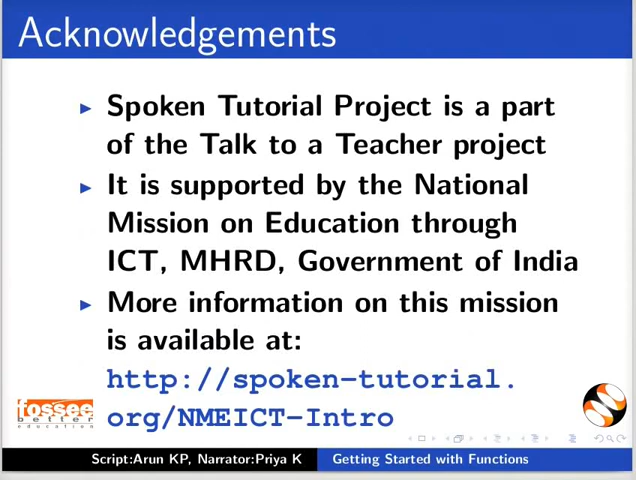 Acknowledgements
Spoken Tutorial Project is a part
of the Talk to a Teacher project
It is supported by the National
Mission on Education through
ICT, MHRD, Government of India
More information on this mission
is available at:
http://spoken-tutorial.
org/NMEICT-Intro
fossee
better
education
Script:Arun KP, Narrator:Priya K
Getting Started with Functions